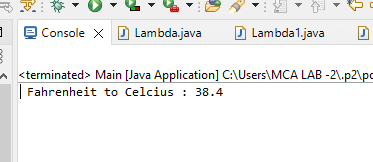 Console
Lambda.java
Lambda1.java
<terminated> Main [Java Application] C:\Users\MCA LAB -2\.p2\po
Fahrenheit to Celcius : 38.4